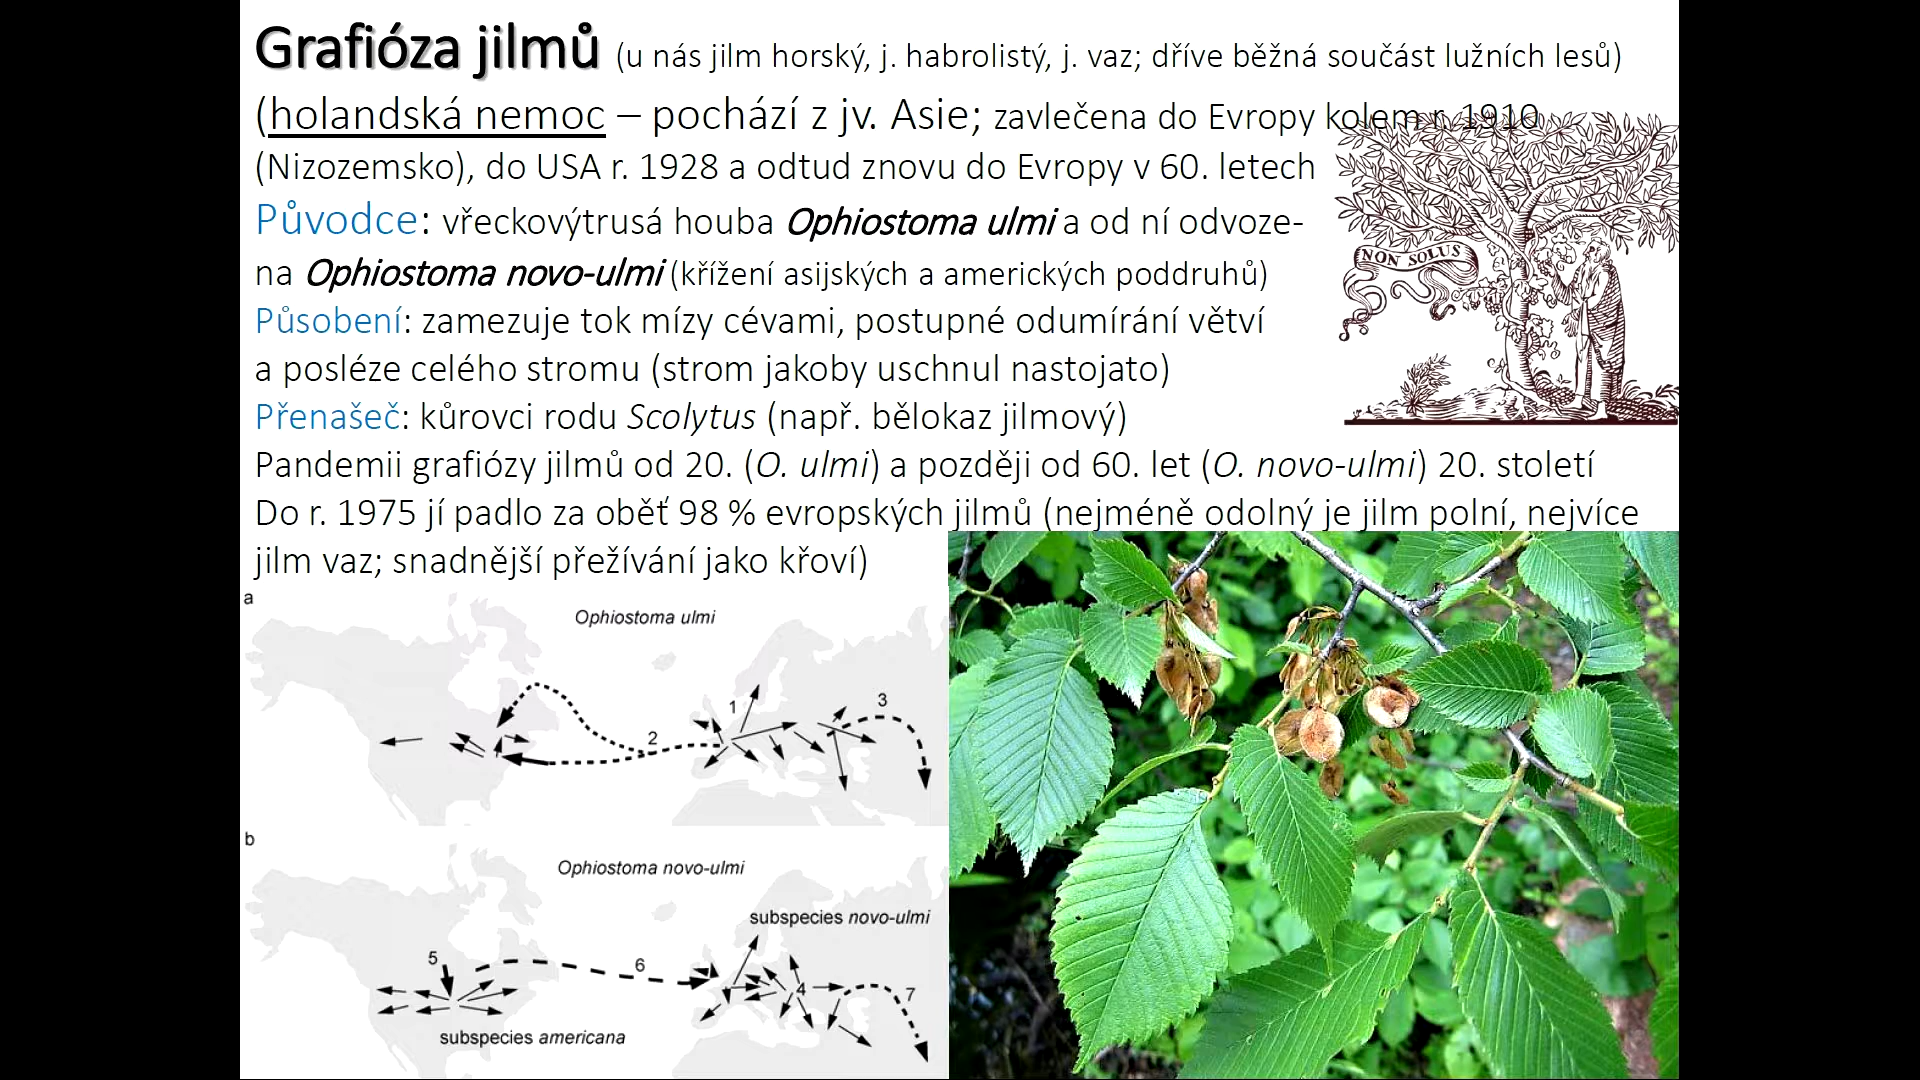 Grafióza jilmů (u nás jilm horský, j. habrolistý, j. vaz; dříve běžná součást lužních lesů)
(holandská nemoc – pochází z jv. Asie; zavlečena do Evropy kolem r. 1910
(Nizozemsko), do USA r. 1928 a odtud znovu do Evropy v 60. letech
Původce: vřeckovýtrusá houba Ophiostoma ulmi a od ní odvoze-
na Ophiostoma novo-ulmi (křížení asijských a amerických poddruhů)
NON SOLUS
Působení: zamezuje tok mízy cévami, postupné odumírání větví
a posléze celého stromu (strom jakoby uschnul nastojato)
Přenašeč: kůrovci rodu Scolytus (např. bělokaz jilmový)
Pandemii grafiózy jilmů od 20. (O. ulmi) a později od 60. let (O. novo-ulmi) 20. století
Do r. 1975 jí padlo za oběť 98 % evropských jilmů (nejméně odolný je jilm polní, nejvíce
jilm vaz; snadnější přežívání jako křoví)
a
Ophiostoma ulmi
1
2
3
b
Ophiostoma novo-ulmi
subspecies novo-ulmi
5
6
4
7
subspecies americana